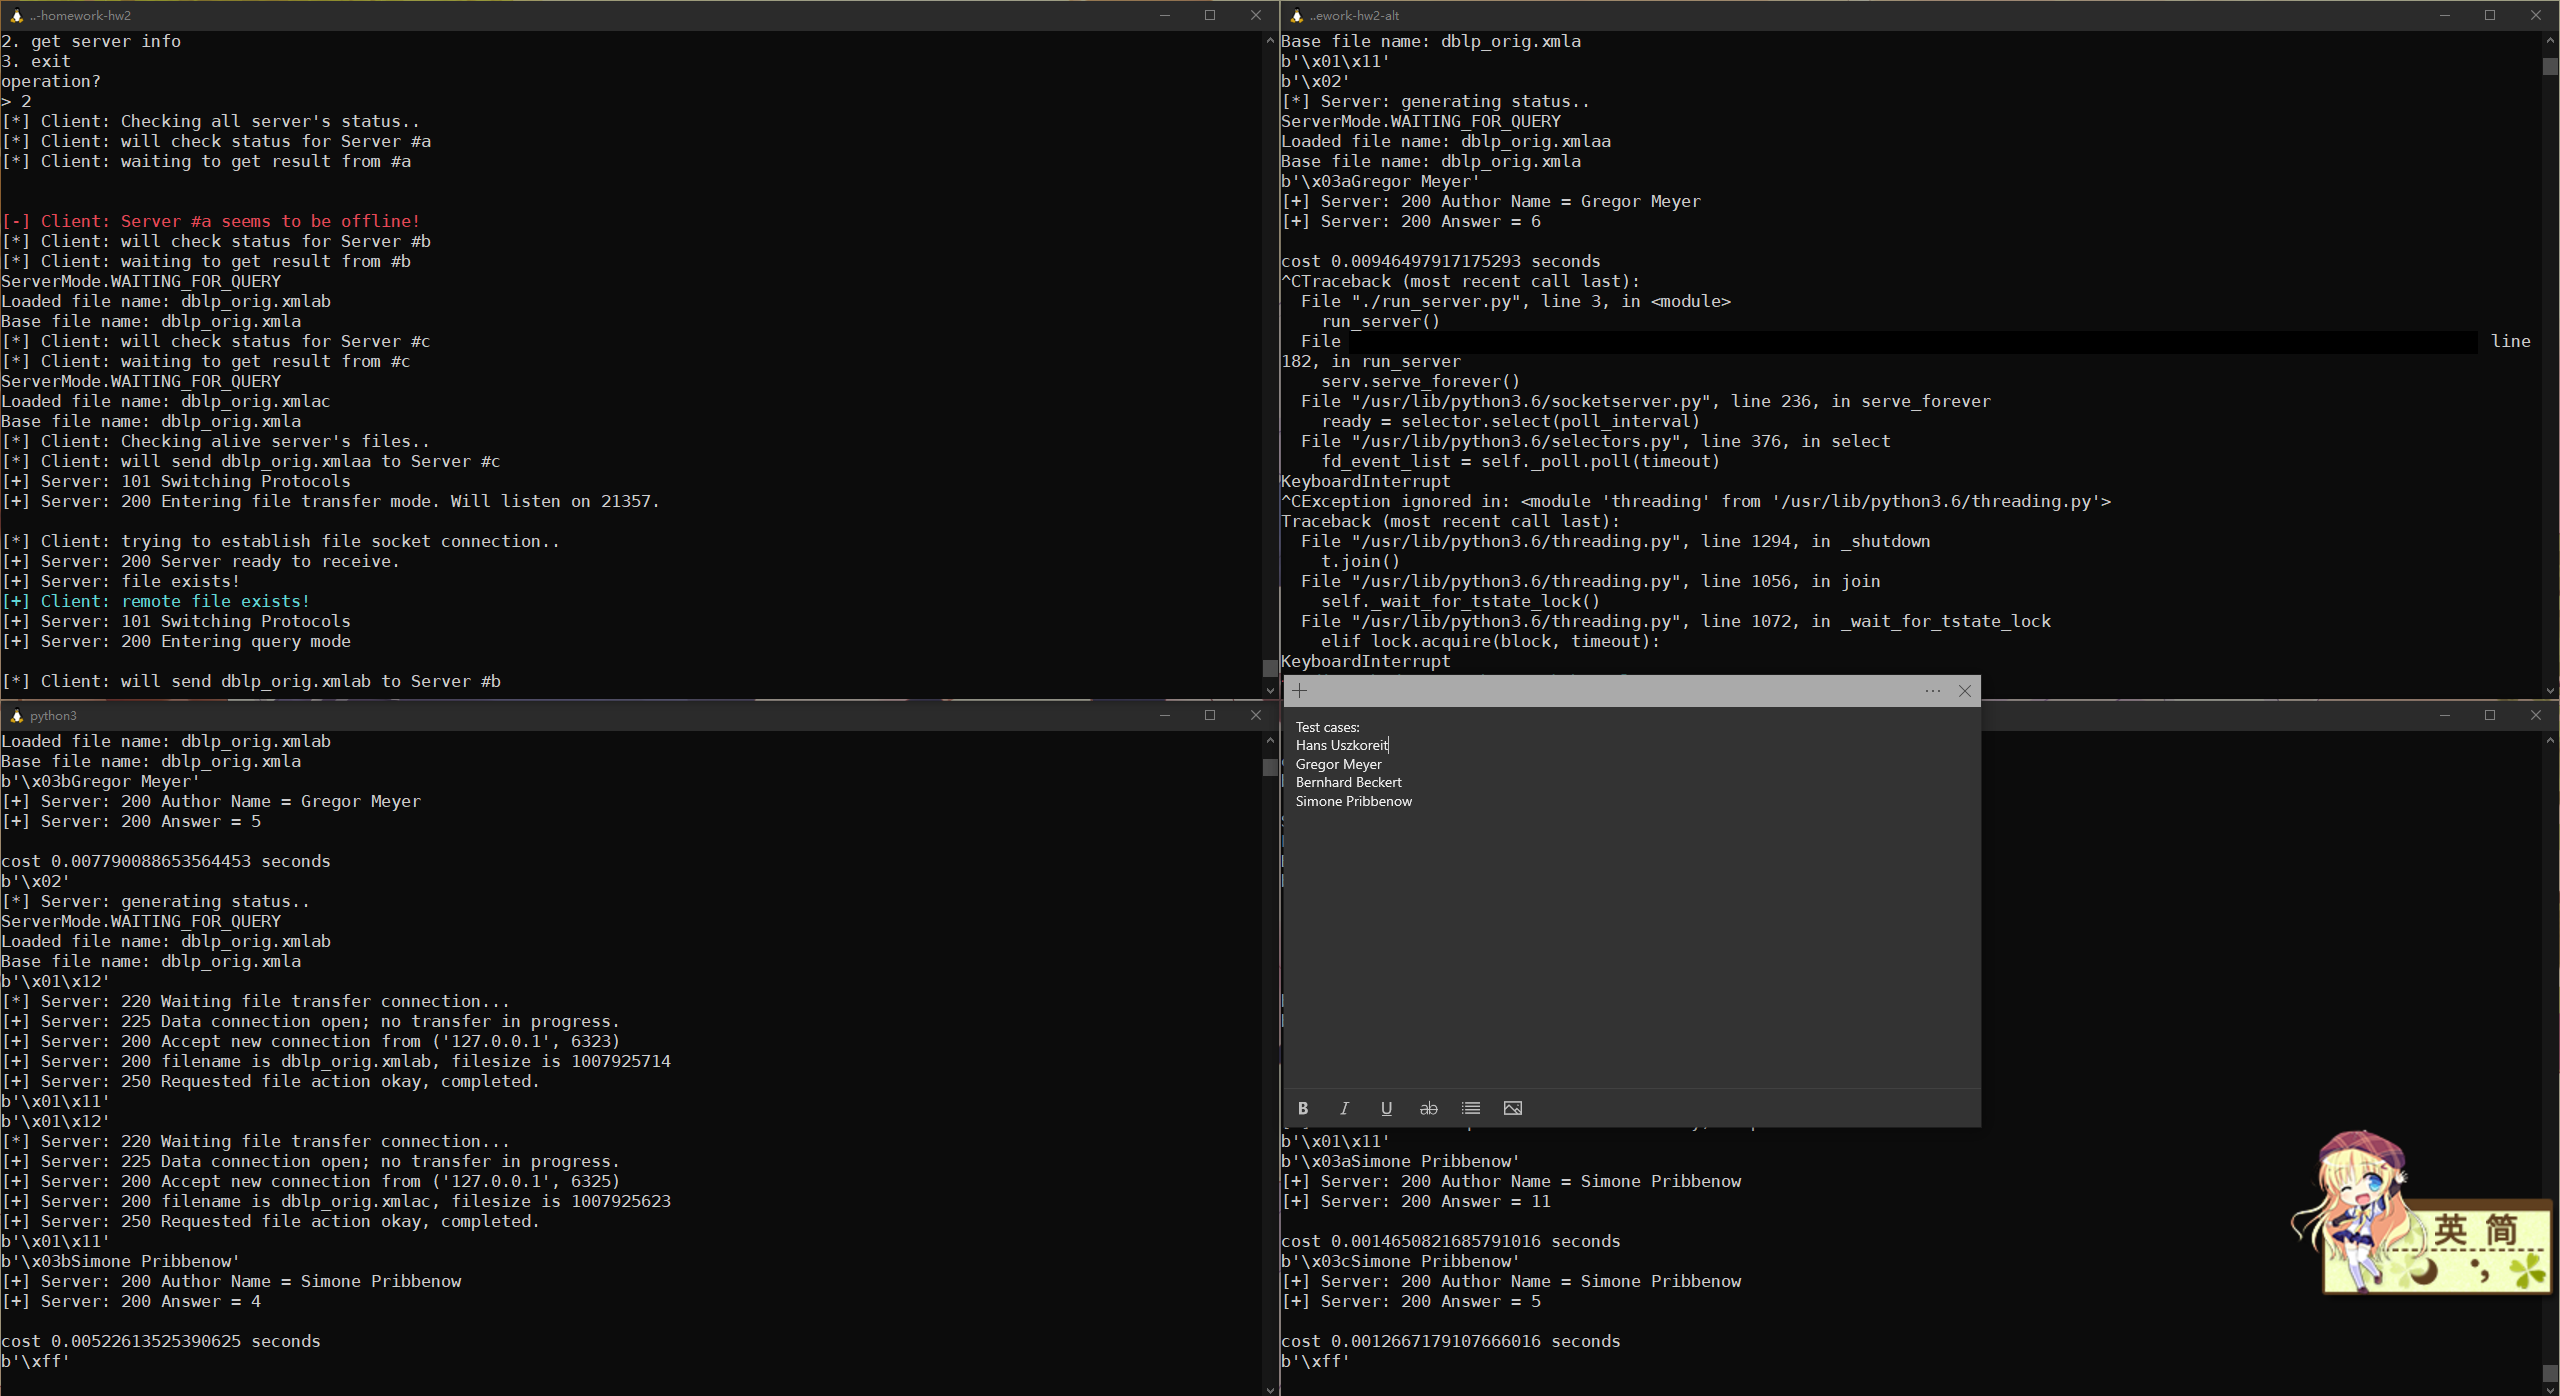 ..-homework-hw2
2. get server info
3. exit
operation?
> 2
[*] Client: Checking all server's status..
[*] Client: will check status for Server #a
[*] Client: waiting to get result from #a
[-] Client: Server #a seems to be offline!
[*] Client: will check status for Server #b
[*] Client: waiting to get result from #b
ServerMode.WAITING_FOR_QUERY
Loaded file name: dblp_orig.xmlab
Base file name: dblp_orig.xmla
[*] Client: will check status for Server #c
[*] Client: waiting to get result from #c
ServerMode.WAITING_FOR_QUERY
Loaded file name: dblp_orig.xmlac
Base file name: dblp_orig.xmla
[*] Client: Checking alive server's files..
[*] Client: will send dblp_orig.xmlaa to Server #c
[+] Server: 101 Switching Protocols
[+] Server: 200 Entering file transfer mode. Will listen on 21357.
[*] Client: trying to establish file socket connection..
[+] Server: 200 Server ready to receive.
[+] Server: file exists!
[+] Client: remote file exists!
[+] Server: 101 Switching Protocols
[+] Server: 200 Entering query mode
[*] Client: will send dblp_orig.xmlab to Server #b
..ework-hw2-alt
Base file name: dblp_orig.xmla
b'\x01\x11'
b'\x02'
[*] Server: generating status..
ServerMode.WAITING_FOR_QUERY
Loaded file name: dblp_orig.xmlaa
Base file name: dblp_orig.xmla
b'\x03aGregor Meyer'
[+] Server: 200 Author Name = Gregor Meyer
[+] Server: 200 Answer = 6
cost 0.00946497917175293 seconds
^CTraceback (most recent call last):
File "./run_server.py", line 3, in <module>
run_server()
File line
182, in run_server
serv.serve_forever()
File "/usr/lib/python3.6/socketserver.py", line 236, in serve_forever
ready = selector.select(poll_interval)
File "/usr/lib/python3.6/selectors.py", line 376, in select
fd_event_list = self._poll.poll(timeout)
KeyboardInterrupt
^CException ignored in: <module 'threading' from '/usr/lib/python3.6/threading.py'>
Traceback (most recent call last):
File "/usr/lib/python3.6/threading.py", line 1294, in _shutdown
t.join()
File "/usr/lib/python3.6/threading.py", line 1056, in join
self._wait_for_tstate_lock()
File "/usr/lib/python3.6/threading.py", line 1072, in _wait_for_tstate_lock
elif lock.acquire(block, timeout):
KeyboardInterrupt
python3
Loaded file name: dblp_orig.xmlab
Base file name: dblp_orig.xmla
b'\x03bGregor Meyer'
[+] Server: 200 Author Name = Gregor Meyer
[+] Server: 200 Answer = 5
cost 0.007790088653564453 seconds
b'\x02'
[*] Server: generating status..
ServerMode.WAITING_FOR_QUERY
Loaded file name: dblp_orig.xmlab
Base file name: dblp_orig.xmla
b'\x01\x12'
[*] Server: 220 Waiting file transfer connection...
[+] Server: 225 Data connection open; no transfer in progress.
[+] Server: 200 Accept new connection from ('127.0.0.1', 6323)
[+] Server: 200 filename is dblp_orig.xmlab, filesize is 1007925714
[+] Server: 250 Requested file action okay, completed.
b'\x01\x11'
b'\x01\x12'
[*] Server: 220 Waiting file transfer connection...
[+] Server: 225 Data connection open; no transfer in progress.
[+] Server: 200 Accept new connection from ('127.0.0.1', 6325)
[+] Server: 200 filename is dblp_orig.xmlac, filesize is 1007925623
[+] Server: 250 Requested file action okay, completed.
b'\x01\x11'
b'\x03bSimone Pribbenow'
[+] Server: 200 Author Name = Simone Pribbenow
[+] Server: 200 Answer = 4
cost 0.00522613525390625 seconds
b'\xff'
Test cases:
Hans Uszkoreit
Gregor Meyer
Bernhard Beckert
Simone Pribbenow
B I U ab
b'\x01\x11'
b'\x03aSimone Pribbenow'
[+] Server: 200 Author Name = Simone Pribbenow
[+] Server: 200 Answer = 11
cost 0.0014650821685791016 seconds
b'\x03cSimone Pribbenow'
[+] Server: 200 Author Name = Simone Pribbenow
[+] Server: 200 Answer = 5
cost 0.0012667179107666016 seconds
b'\xff'
英 简